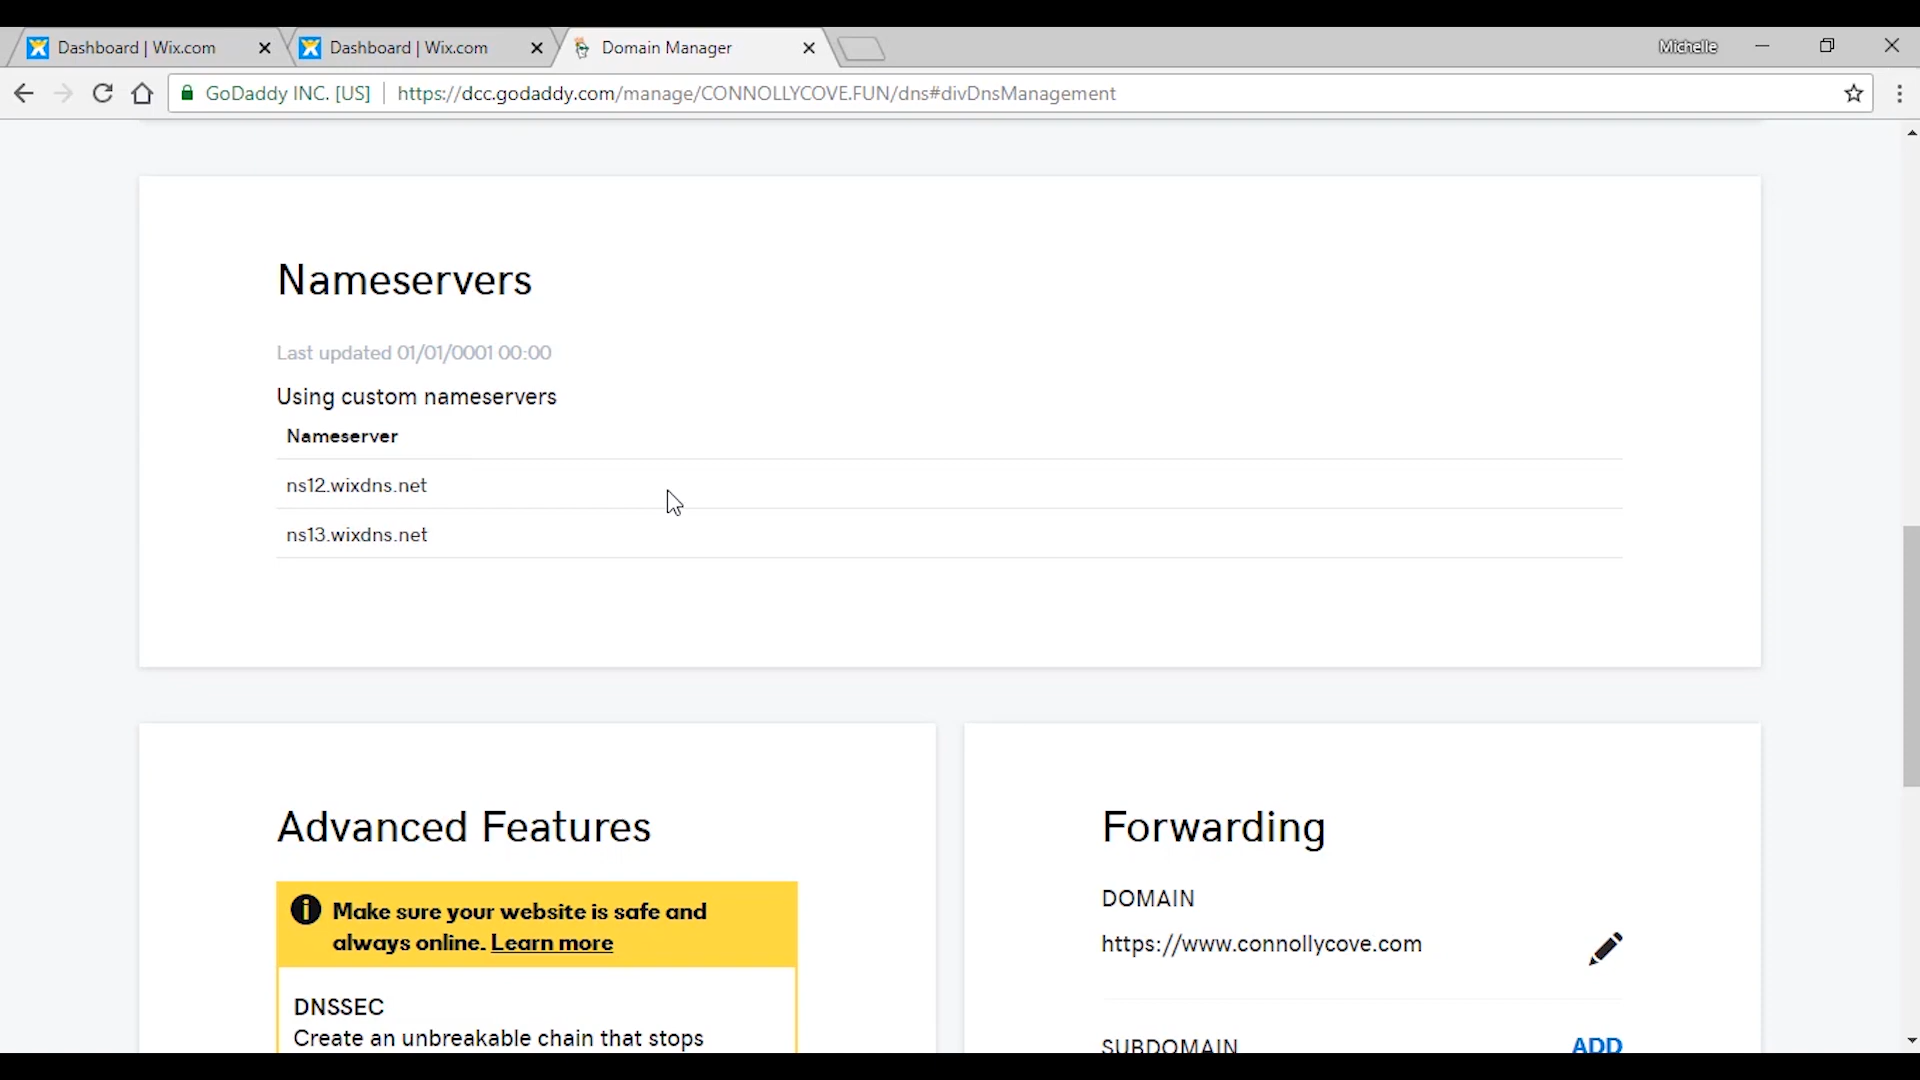 Dashboard | Wix.com
Dashboard | Wix.com
Domain Manager
Michelle
GoDaddy INC. [US]
https://dcc.godaddy.com/manage/CONNOLLYCOVE.FUN/dns#divDnsManagement
Nameservers
Last updated 01/01/0001 00:00
Using custom nameservers
Nameserver
ns12.wixdns.net
ns13.wixdns.net
Advanced Features
Make sure your website is safe and
always online. Learn more
DNSSEC
Create an unbreakable chain that stops
Forwarding
DOMAIN
https://www.connollycove.com
SUBDOMAIN
ADD